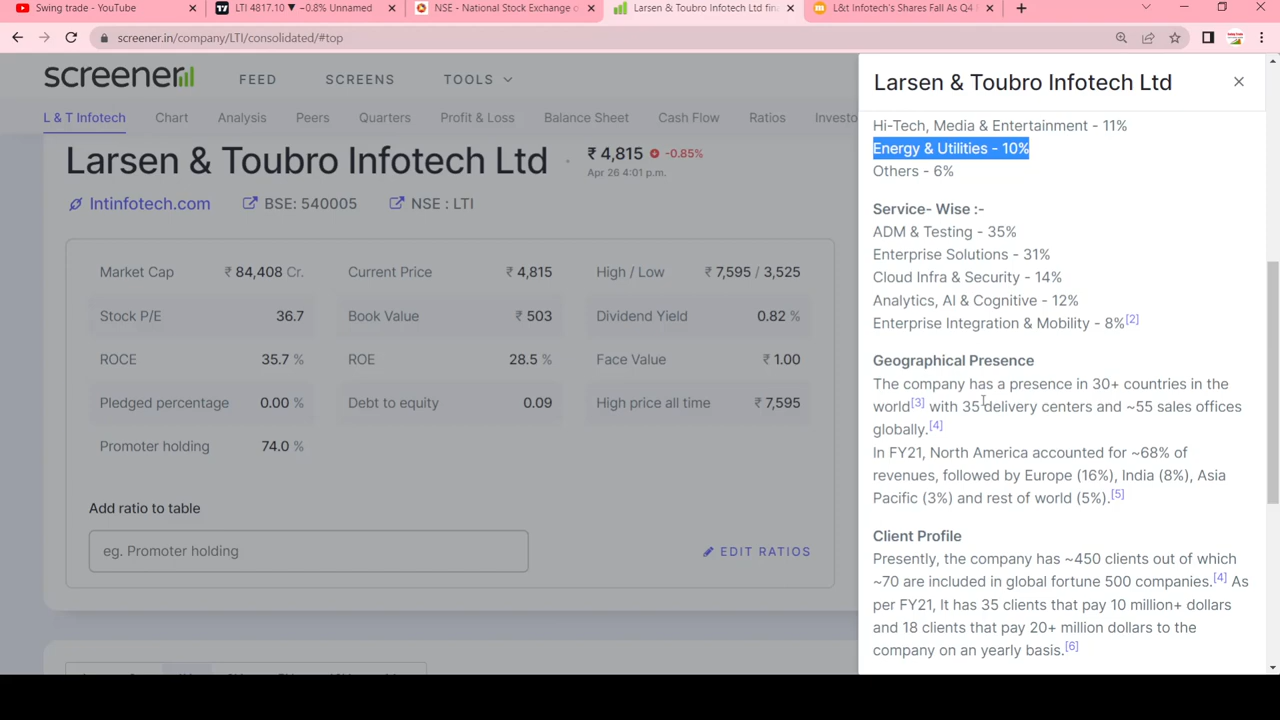 Swing trade - YouTube
LTI 4817.10 ▼ −0.8% Unnamed
NSE - National Stock Exchange o
Larsen & Toubro Infotech Ltd fin
L&t Infotech's Shares Fall As Q4
screener.in/company/LTI/consolidated/#top
screener
FEED
SCREENS
TOOLS
L & T Infotech
Chart
Analysis
Peers
Quarters
Profit & Loss
Balance Sheet
Cash Flow
Ratios
Investo
Larsen & Toubro Infotech Ltd
₹ 4,815 -0.85%
Apr 26 4:01 p.m.
lntinfotech.com
BSE: 540005
NSE : LTI
Market Cap ₹ 84,408 Cr.
Current Price ₹ 4,815
High / Low ₹ 7,595 / 3,525
Stock P/E 36.7
Book Value ₹ 503
Dividend Yield 0.82 %
ROCE 35.7 %
ROE 28.5 %
Face Value ₹ 1.00
Pledged percentage 0.00 %
Debt to equity 0.09
High price all time ₹ 7,595
Promoter holding 74.0 %
Add ratio to table
eg. Promoter holding
EDIT RATIOS
Larsen & Toubro Infotech Ltd
Hi-Tech, Media & Entertainment - 11%
Energy & Utilities - 10%
Others - 6%
Service- Wise :-
ADM & Testing - 35%
Enterprise Solutions - 31%
Cloud Infra & Security - 14%
Analytics, AI & Cognitive - 12%
Enterprise Integration & Mobility - 8%[2]
Geographical Presence
The company has a presence in 30+ countries in the
world[3] with 35 delivery centers and ~55 sales offices
globally.[4]
In FY21, North America accounted for ~68% of
revenues, followed by Europe (16%), India (8%), Asia
Pacific (3%) and rest of world (5%).[5]
Client Profile
Presently, the company has ~450 clients out of which
~70 are included in global fortune 500 companies.[4] As
per FY21, It has 35 clients that pay 10 million+ dollars
and 18 clients that pay 20+ million dollars to the
company on an yearly basis.[6]